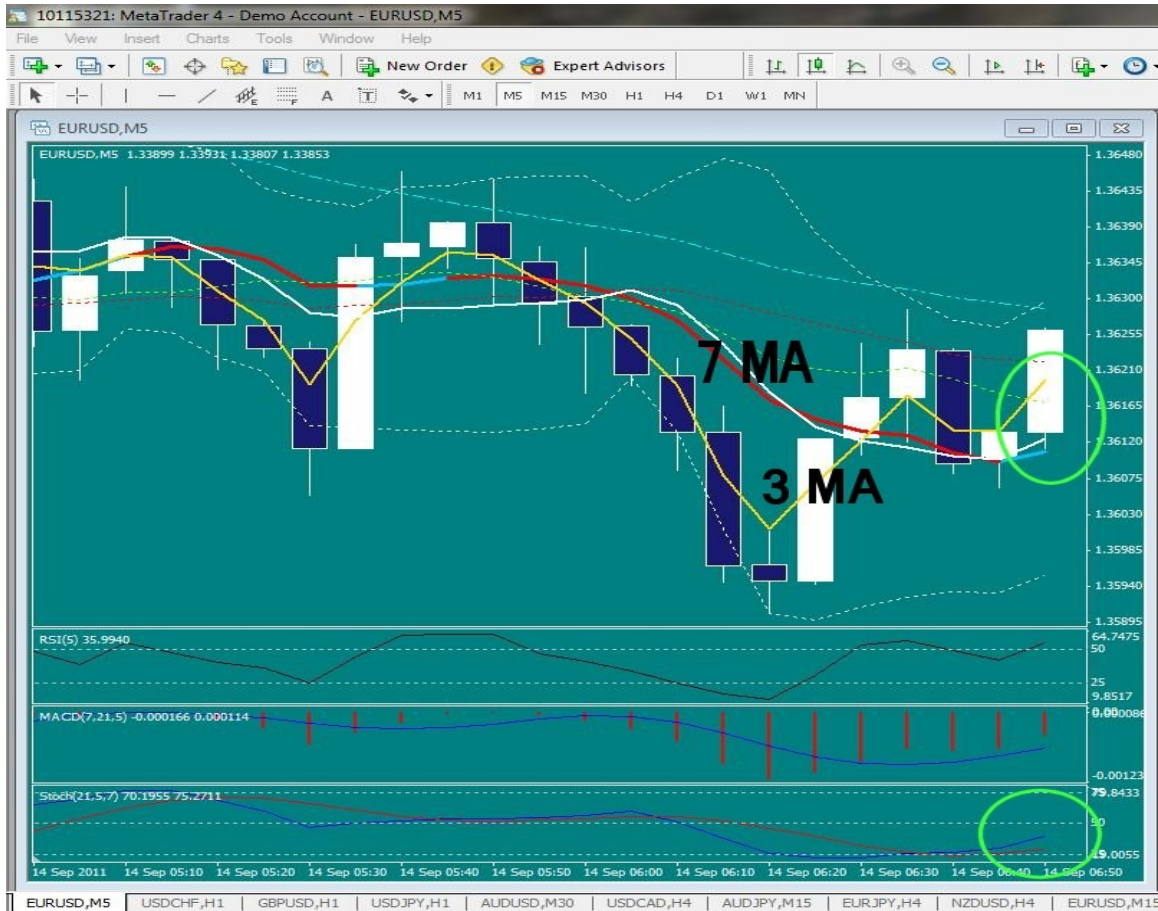 10115321: MetaTrader 4 - Demo Account - EURUSD,M5
File View Insert Charts Tools Window Help
New Order Expert Advisors
A T M1 M5 M15 M30 H1 H4 D1 W1 MN
EURUSD,M5
EURUSD,M5 1.33899 1.33931 1.33807 1.33853
1.36480
1.36435
1.36390
1.36345
1.36300
1.36255
7 MA
1.36210
1.36165
1.36120
3 MA
1.36075
1.36030
1.35985
1.35940
1.35895
RSI(5) 35.9940
64.7475
50
25
9.8517
MACD(7,21,5) -0.000166 0.000114
-0.00123
Stoch(21,5,7) 70.1955 75.2711
50
14 Sep 2011 14 Sep 05:10 14 Sep 05:20 14 Sep 05:30 14 Sep 05:40 14 Sep 05:50 14 Sep 06:00 14 Sep 06:10 14 Sep 06:20 14 Sep 06:30 14 Sep 06:40 14 Sep 06:50
EURUSD,M5 USDCHF,H1 GBPUSD,H1 USDJPY,H1 AUDUSD,M30 USDCAD,H4 AUDJPY,M15 EURJPY,H4 NZDUSD,H4 EURUSD,M15